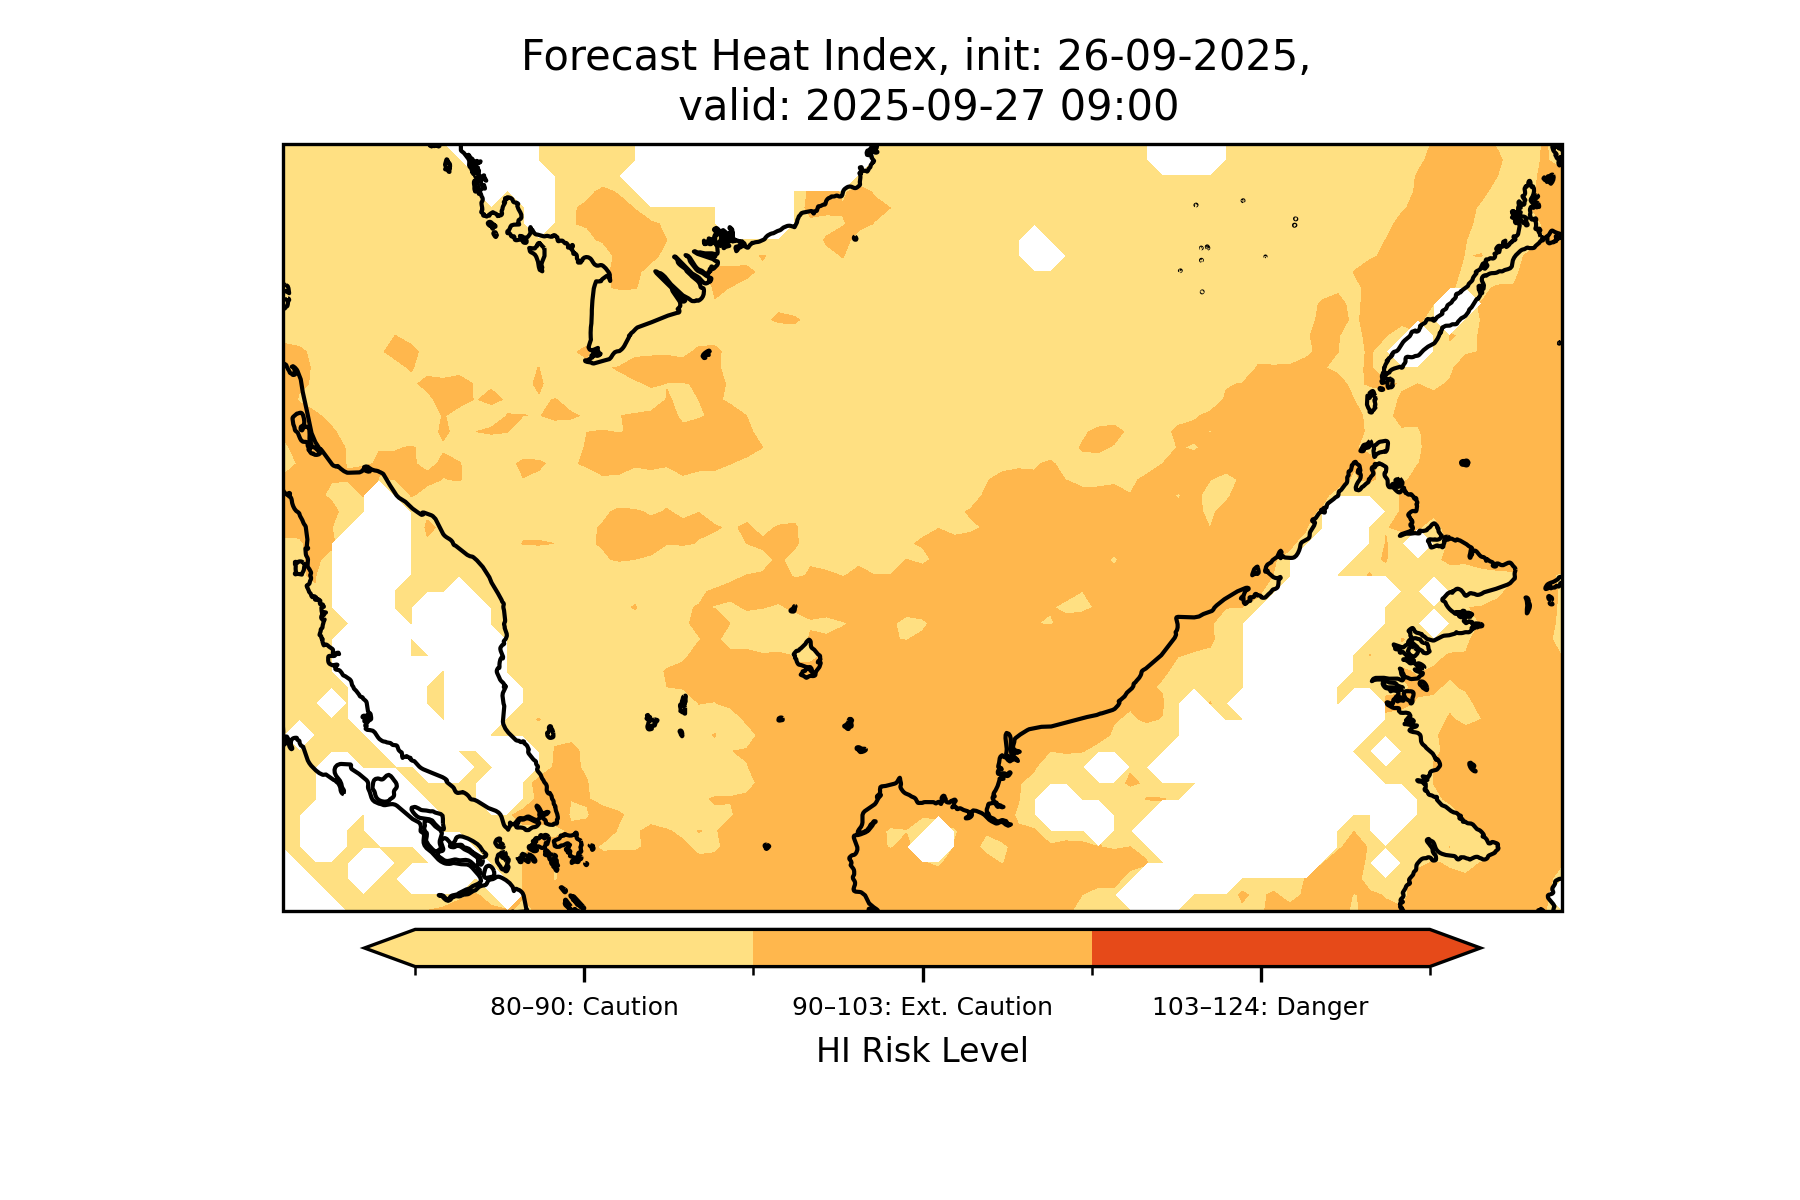 Forecast Heat Index, init: 26-09-2025,
valid: 2025-09-27 09:00
80–90: Caution
90–103: Ext. Caution
103–124: Danger
HI Risk Level